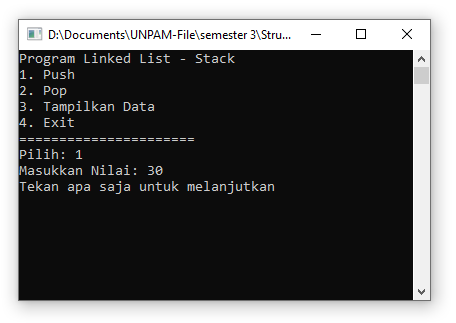 D:\Documents\UNPAM-File\semester 3\Stru...
Program Linked List - Stack
1. Push
2. Pop
3. Tampilkan Data
4. Exit
======================
Pilih: 1
Masukkan Nilai: 30
Tekan apa saja untuk melanjutkan